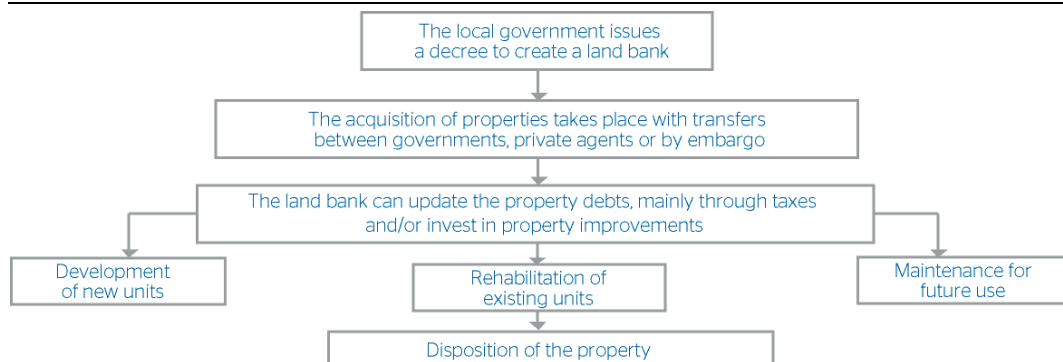 The local government issues
a decree to create a land bank
The acquisition of properties takes place with transfers
between governments, private agents or by embargo
The land bank can update the property debts, mainly through taxes
and/or invest in property improvements
Development
of new units
Rehabilitation of
existing units
Maintenance for
future use
Disposition of the property